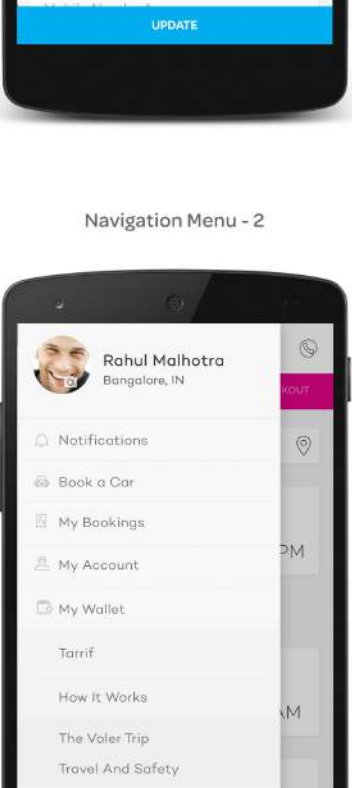 UPDATE
Navigation Menu - 2
Rahul Malhotra
Bangalore, IN
KOUT
Notifications
Book a Car
My Bookings
PM
My Account
My Wallet
Tarrif
How It Works
AM
The Voler Trip
Travel And Safety